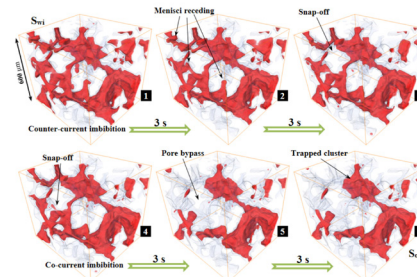 Swi
Menisci receding
Snap-off
600 μm
1
2
Counter-current imbibition
3 s
3 s
Snap-off
Pore bypass
Trapped cluster
4
5
Co-current imbibition
3 s
3 s